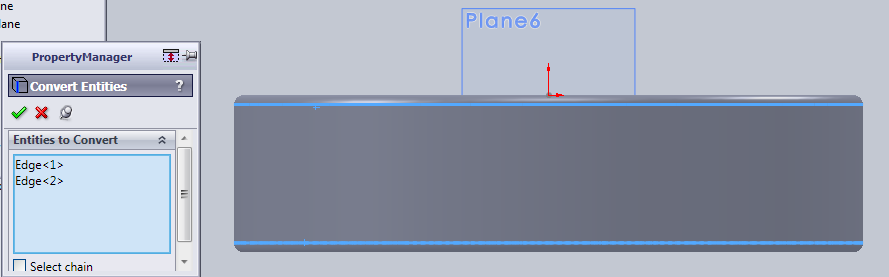 ne
lane
PropertyManager
Convert Entities ?
Entities to Convert
Edge<1>
Edge<2>
Select chain
Plane6